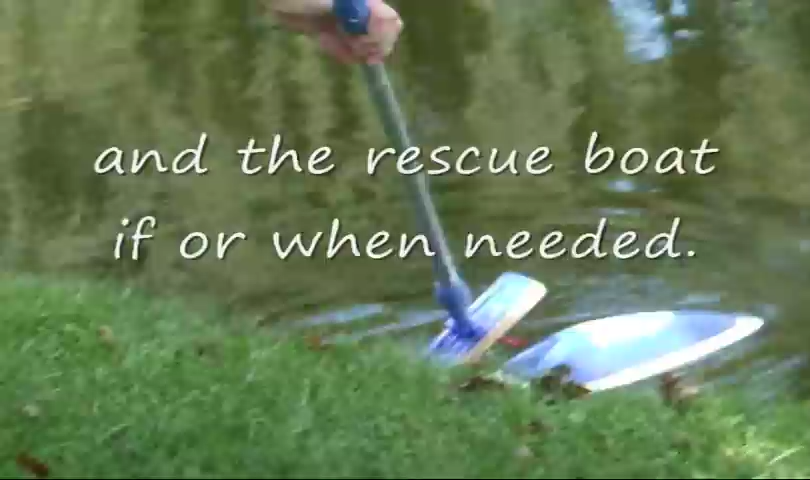 and the rescue boat
if or when needed.